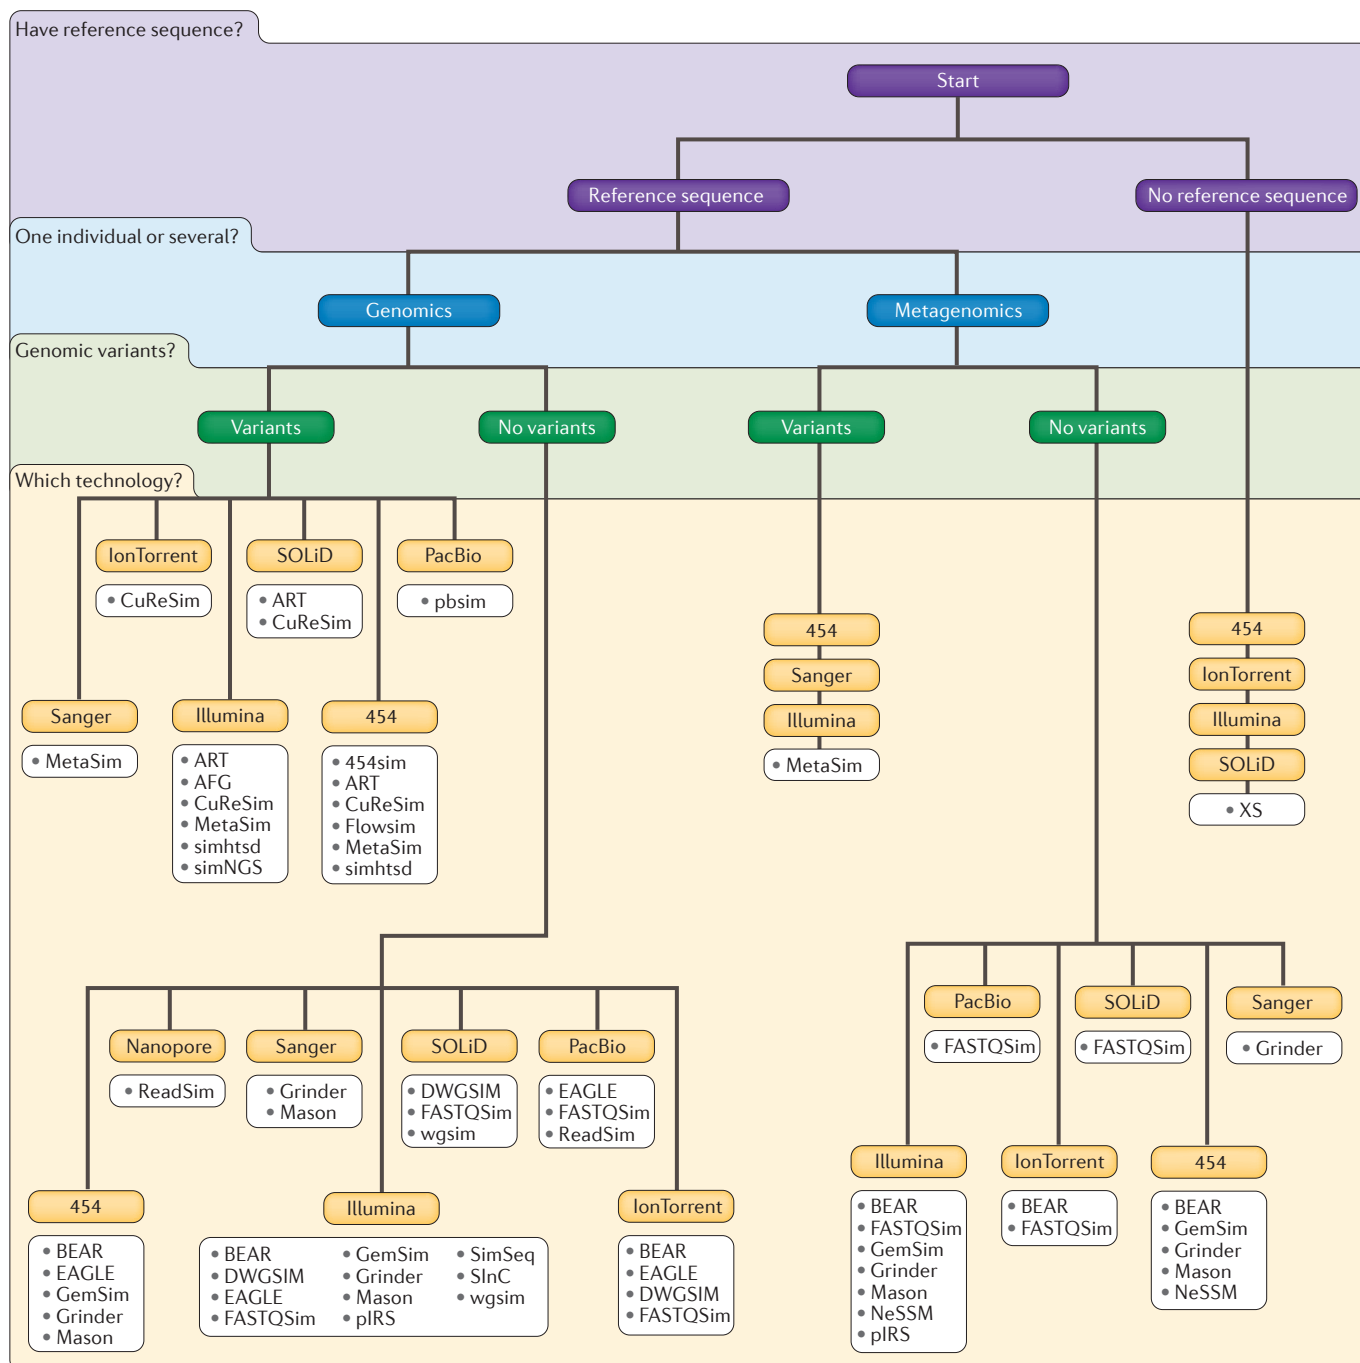 Have reference sequence?
Start
Reference sequence
No reference sequence
One individual or several?
Genomics
Metagenomics
Genomic variants?
Variants
No variants
Variants
No variants
Which technology?
IonTorrent
• CuReSim
SOLiD
• ART
• CuReSim
PacBio
• pbsim
Sanger
• MetaSim
Illumina
• ART
• AFG
• CuReSim
• MetaSim
• simhtsd
• simNGS
454
• 454sim
• ART
• CuReSim
• Flowsim
• MetaSim
• simhtsd
454
Sanger
Illumina
• MetaSim
454
IonTorrent
Illumina
SOLiD
• XS
Nanopore
• ReadSim
Sanger
• Grinder
• Mason
SOLiD
• DWGSIM
• FASTQSim
• wgsim
PacBio
• EAGLE
• FASTQSim
• ReadSim
454
• BEAR
• EAGLE
• GemSim
• Grinder
• Mason
Illumina
• BEAR
• DWGSIM
• EAGLE
• FASTQSim
• GemSim
• Grinder
• Mason
• pIRS
• SimSeq
• SInC
• wgsim
IonTorrent
• BEAR
• EAGLE
• DWGSIM
• FASTQSim
PacBio
• FASTQSim
SOLiD
• FASTQSim
Sanger
• Grinder
Illumina
• BEAR
• FASTQSim
• GemSim
• Grinder
• Mason
• NeSSM
• pIRS
IonTorrent
• BEAR
• FASTQSim
454
• BEAR
• GemSim
• Grinder
• Mason
• NeSSM